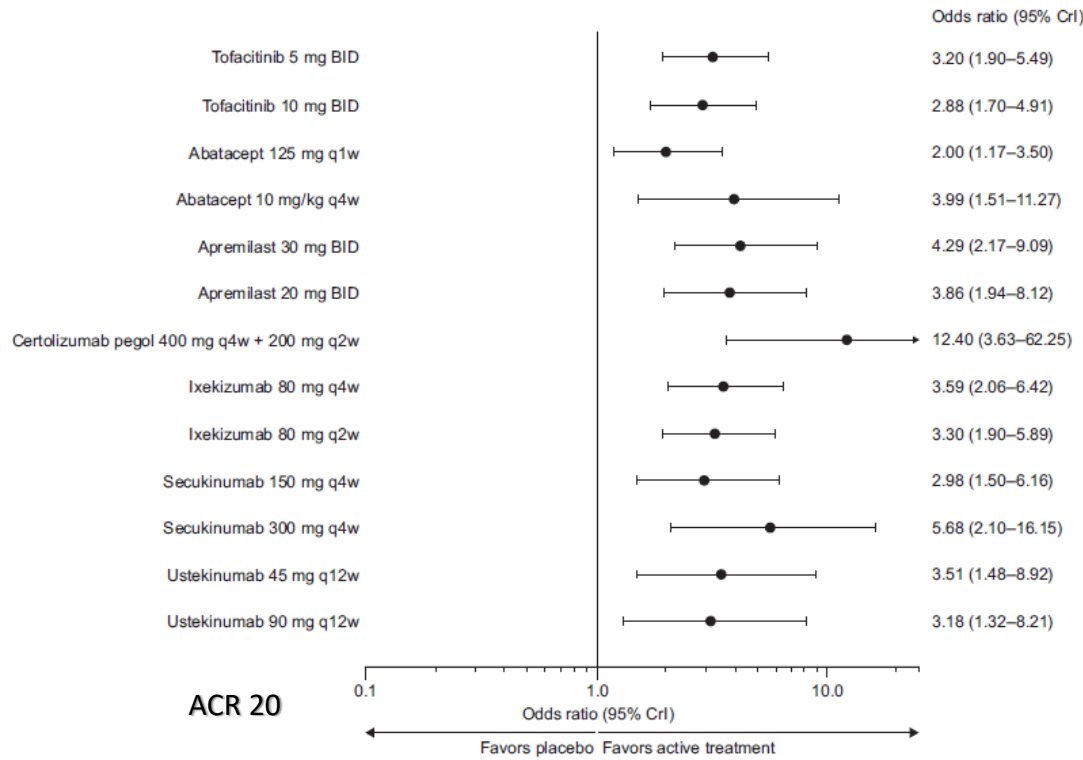 Odds ratio (95% Crl)
Tofacitinib 5 mg BID 3.20 (1.90–5.49)
Tofacitinib 10 mg BID 2.88 (1.70–4.91)
Abatacept 125 mg q1w 2.00 (1.17–3.50)
Abatacept 10 mg/kg q4w 3.99 (1.51–11.27)
Apremilast 30 mg BID 4.29 (2.17–9.09)
Apremilast 20 mg BID 3.86 (1.94–8.12)
Certolizumab pegol 400 mg q4w + 200 mg q2w 12.40 (3.63–62.25)
Ixekizumab 80 mg q4w 3.59 (2.06–6.42)
Ixekizumab 80 mg q2w 3.30 (1.90–5.89)
Secukinumab 150 mg q4w 2.98 (1.50–6.16)
Secukinumab 300 mg q4w 5.68 (2.10–16.15)
Ustekinumab 45 mg q12w 3.51 (1.48–8.92)
Ustekinumab 90 mg q12w 3.18 (1.32–8.21)
0.1 1.0 10.0
ACR 20
Odds ratio (95% Crl)
Favors placebo Favors active treatment